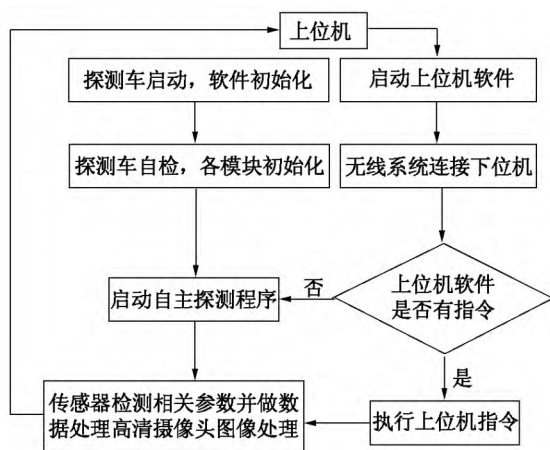 上位机
探测车启动，软件初始化
启动上位机软件
探测车自检，各模块初始化
无线系统连接下位机
上位机软件
是否有指令
否
启动自主探测程序
是
传感器检测相关参数并做数
据处理高清摄像头图像处理
执行上位机指令